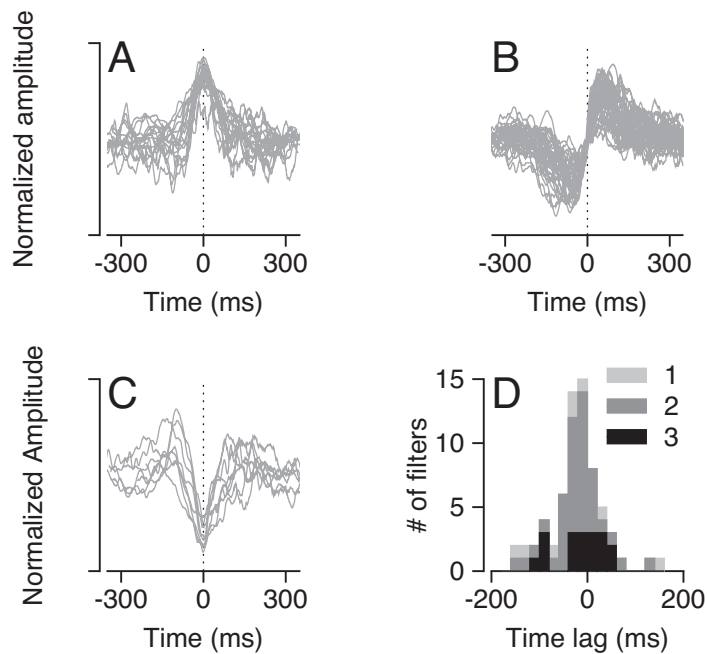 A
Normalized amplitude
-300 0 300
Time (ms)
B
-300 0 300
Time (ms)
C
Normalized Amplitude
-300 0 300
Time (ms)
D
# of filters
15
10
5
0
1
2
3
-200 0 200
Time lag (ms)